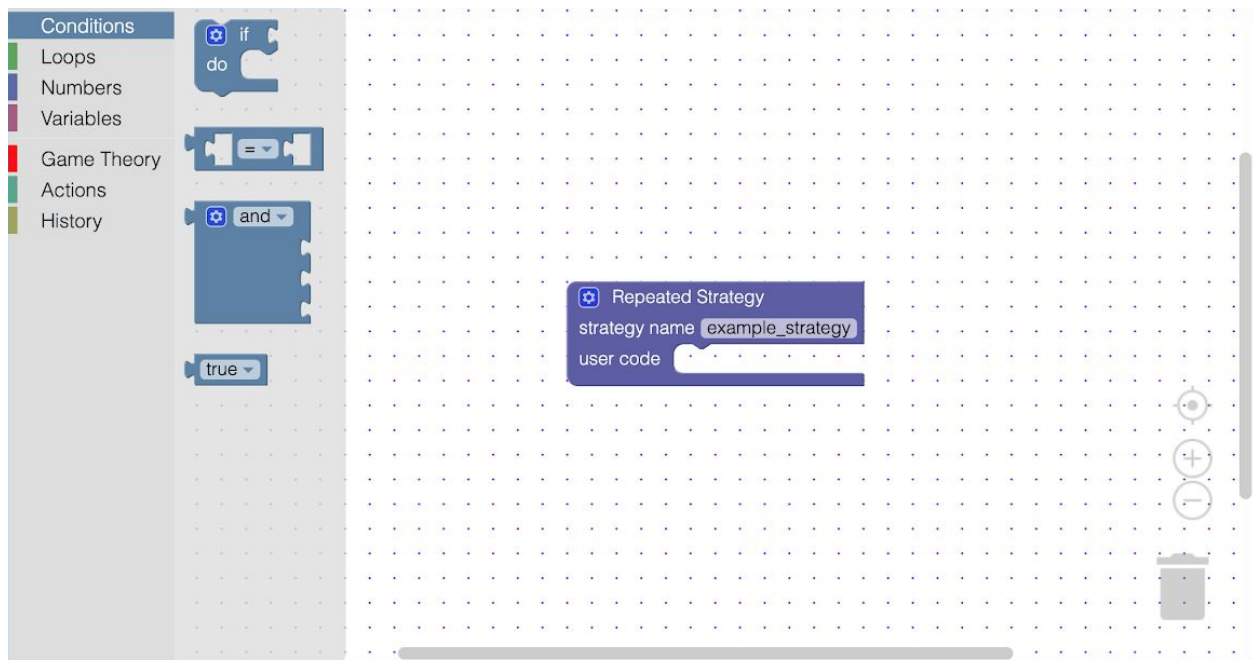 Conditions
Loops
Numbers
Variables
Game Theory
Actions
History
if
do
=
and
true
Repeated Strategy
strategy name example_strategy
user code